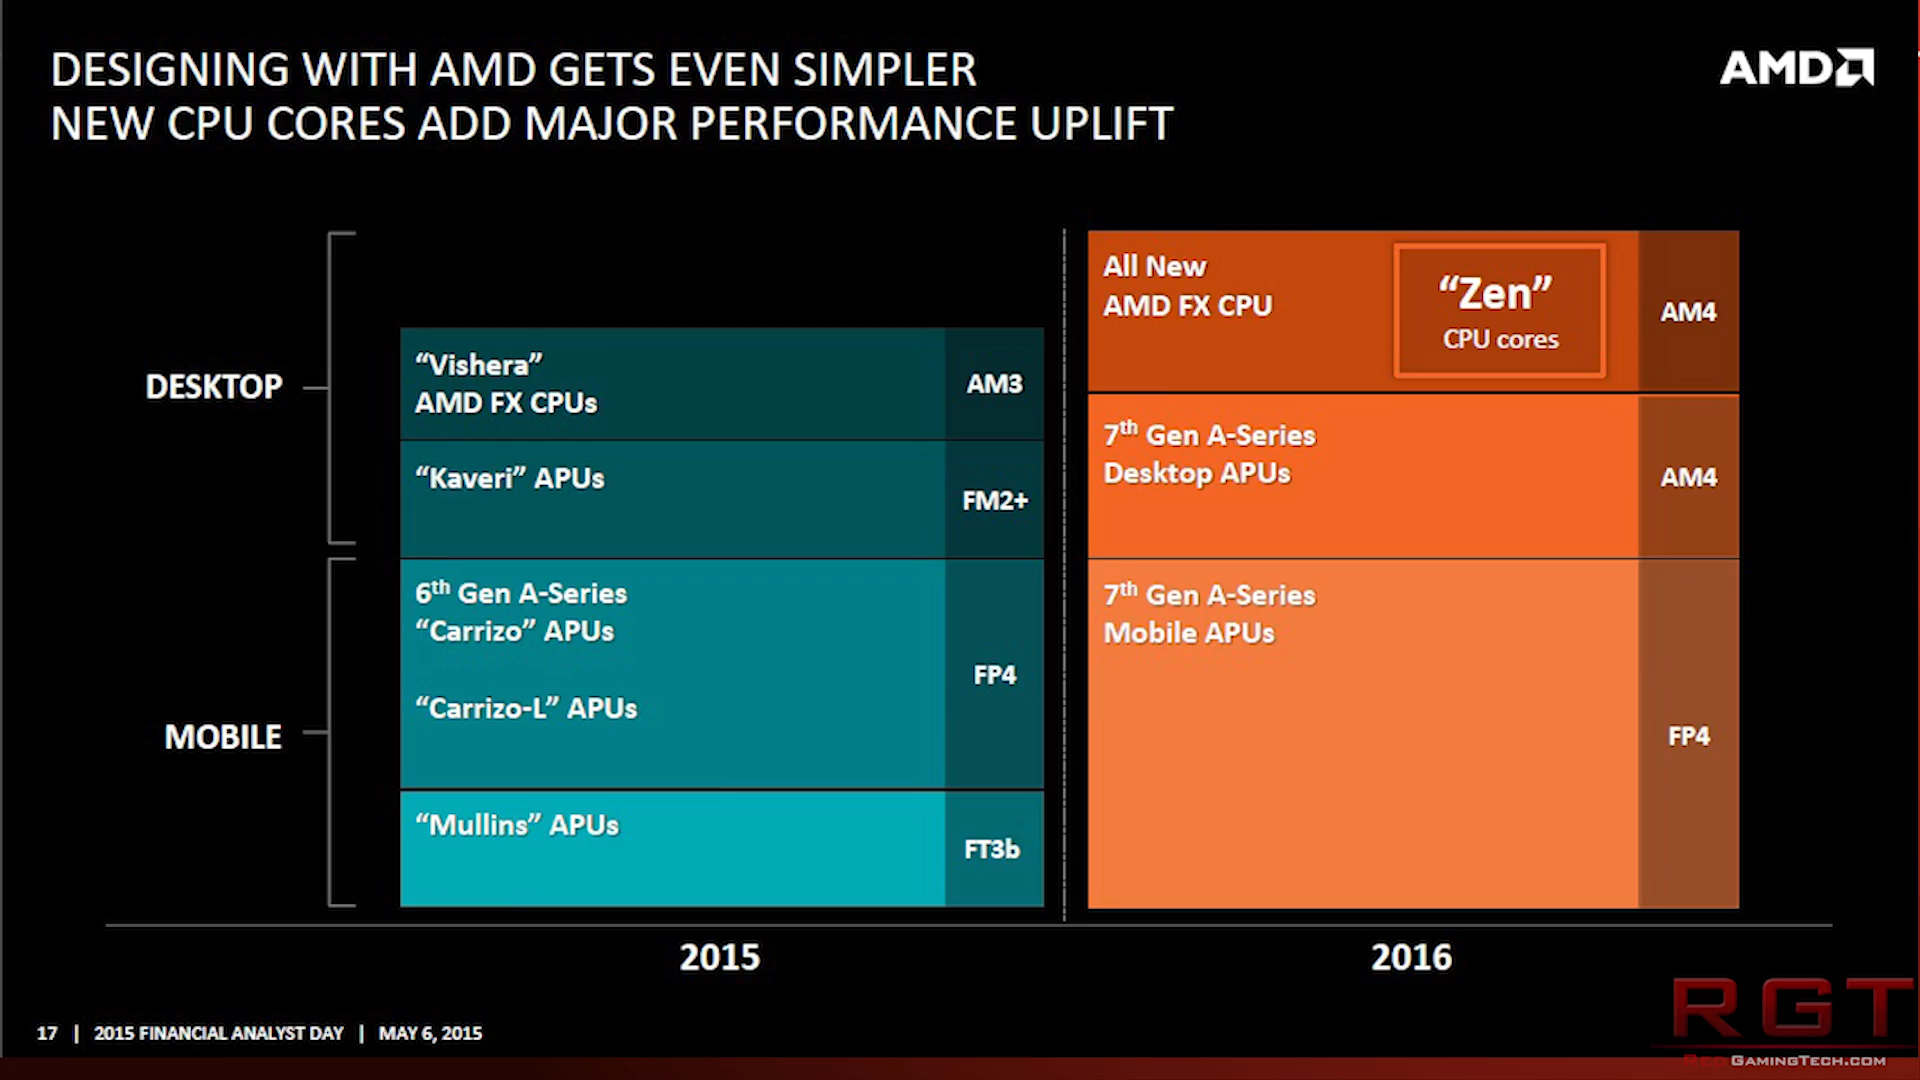 DESIGNING WITH AMD GETS EVEN SIMPLER
NEW CPU CORES ADD MAJOR PERFORMANCE UPLIFT
AMD
DESKTOP
“Vishera”
AMD FX CPUs
AM3
“Kaveri” APUs
FM2+
MOBILE
6th Gen A-Series
“Carrizo” APUs
“Carrizo-L” APUs
FP4
“Mullins” APUs
FT3b
All New
AMD FX CPU
“Zen”
CPU cores
AM4
7th Gen A-Series
Desktop APUs
AM4
7th Gen A-Series
Mobile APUs
FP4
2015
2016
17 | 2015 FINANCIAL ANALYST DAY | MAY 6, 2015
RGT
REDGAMINGTECH.COM